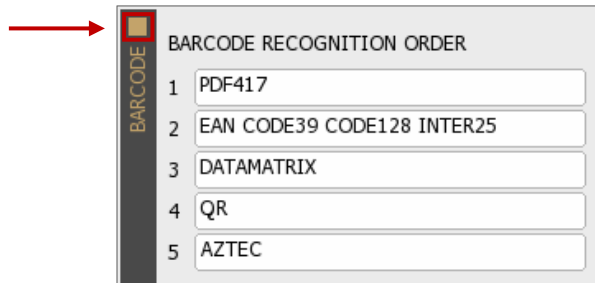 BARCODE
BARCODE RECOGNITION ORDER
1 PDF417
2 EAN CODE39 CODE128 INTER25
3 DATAMATRIX
4 QR
5 AZTEC